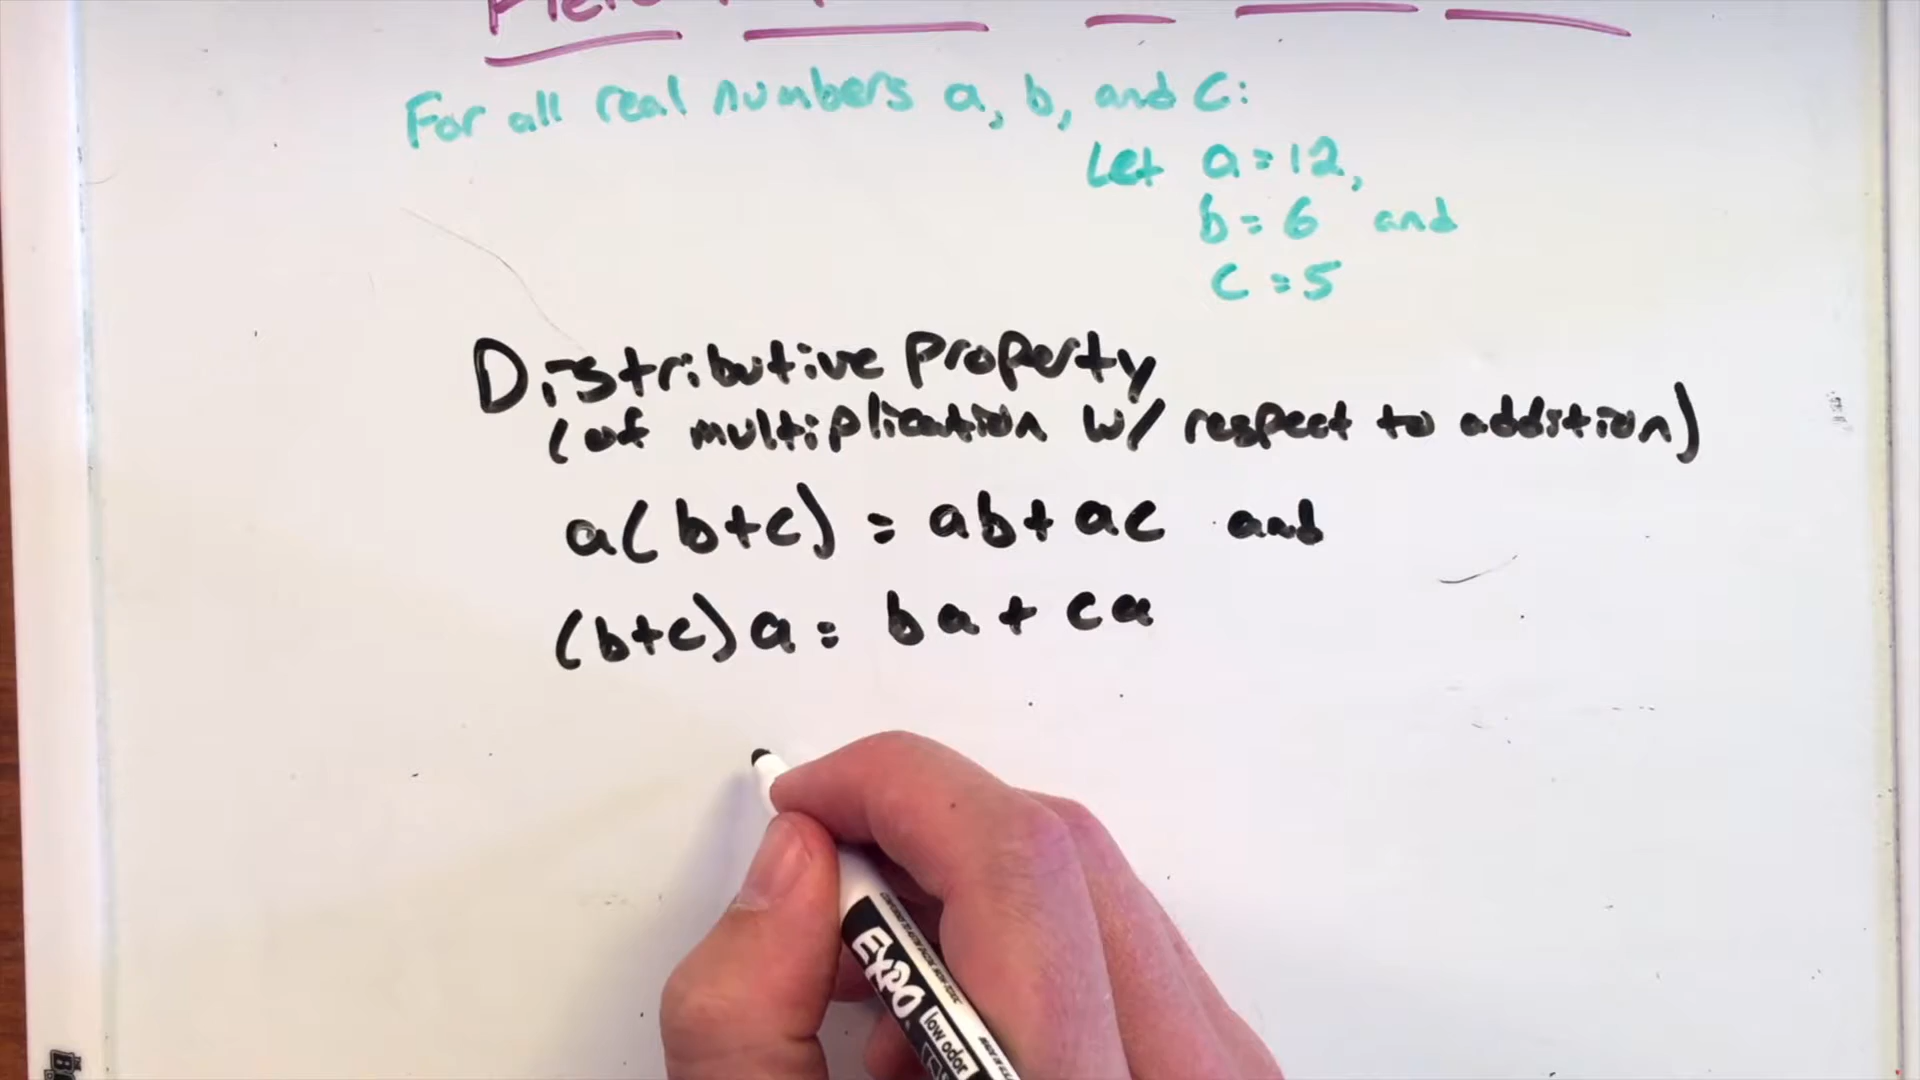 For all real numbers a, b, and c:
Let a = 12,
b = 6 and
c = 5
Distributive property
(of multiplication w/ respect to addition)
a(b+c) = ab + ac and
(b+c)a = ba + ca
EXPO
low odor